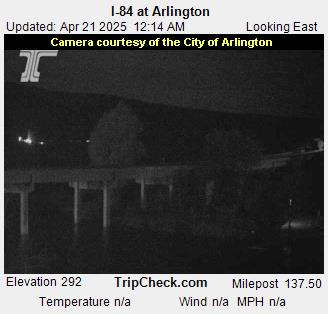 I-84 at Arlington
Updated: Apr 21 2025 12:14 AM Looking East
Camera courtesy of the City of Arlington
Elevation 292 TripCheck.com Milepost 137.50
Temperature n/a Wind n/a MPH n/a